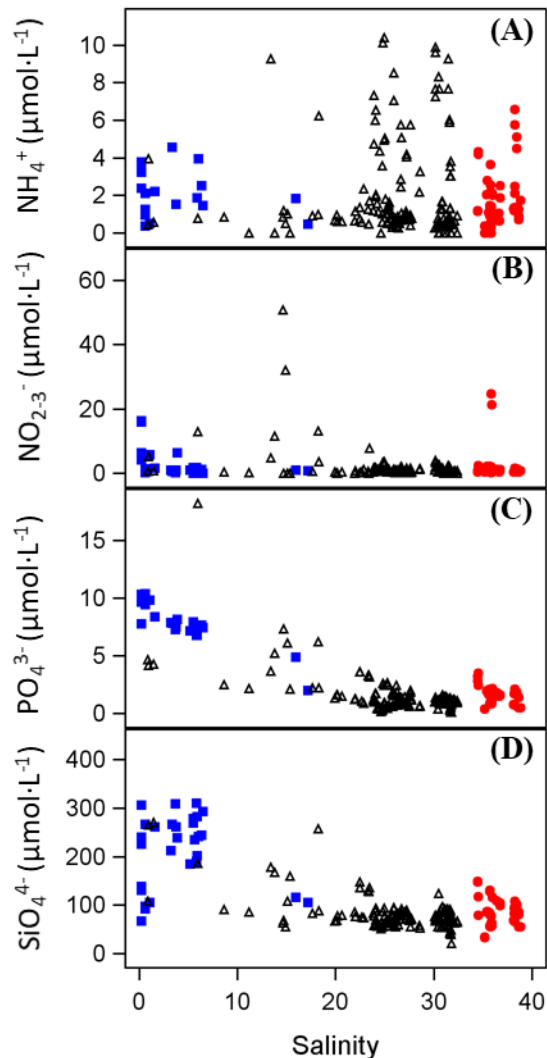 (A)
NH₄⁺ (μmol·L⁻¹)
10
8
6
4
2
0
(B)
NO₂₋₃⁻ (μmol·L⁻¹)
60
40
20
0
(C)
PO₄³⁻ (μmol·L⁻¹)
15
10
5
0
(D)
SiO₄⁴⁻ (μmol·L⁻¹)
400
300
200
100
0
0 10 20 30 40
Salinity